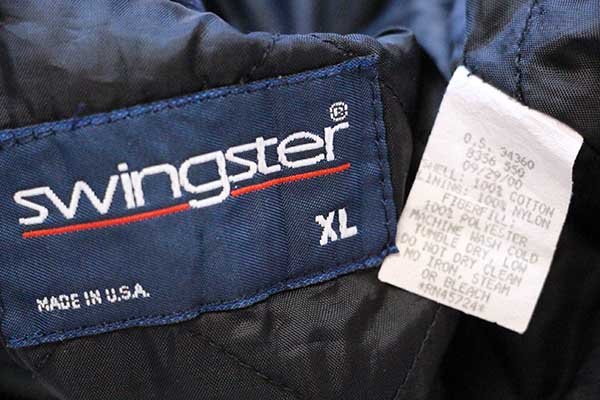 swingster®
XL
MADE IN U.S.A.
O.S. 34360
8356 550
09/29/00
SHELL: 100% COTTON
LINING: 100% NYLON
FIBERFILL
100% POLYESTER
MACHINE WASH COLD
TUMBLE DRY, LOW
DO NOT DRY CLEAN
NO IRON, STEAM
OR BLEACH
*RN45724*